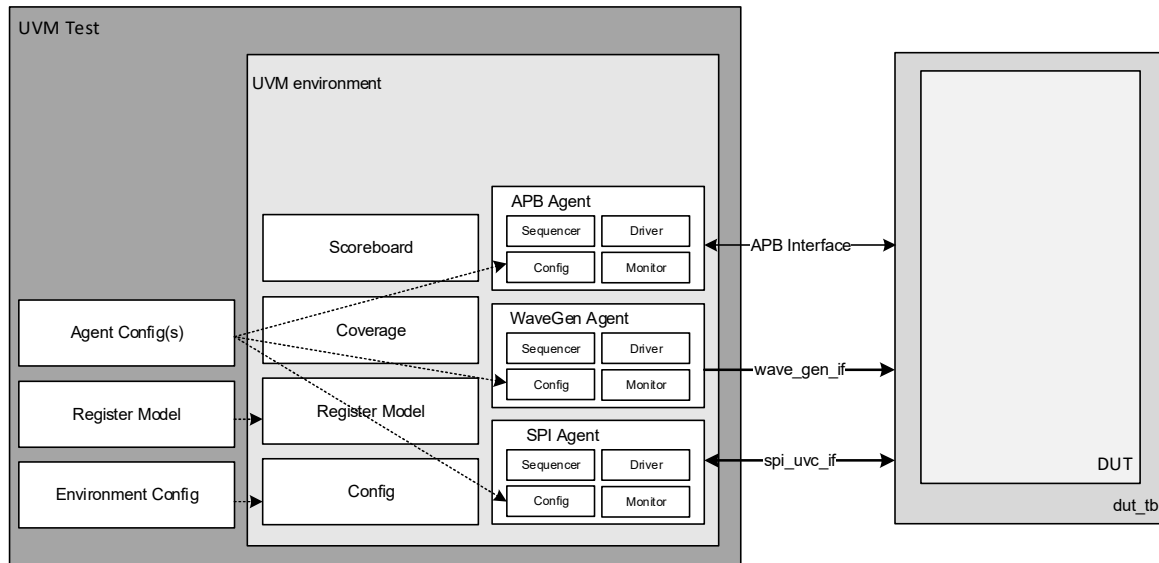 UVM Test
UVM environment
Agent Config(s)
Register Model
Environment Config
Scoreboard
Coverage
Register Model
Config
APB Agent
Sequencer
Driver
Config
Monitor
WaveGen Agent
Sequencer
Driver
Config
Monitor
SPI Agent
Sequencer
Driver
Config
Monitor
APB Interface
wave_gen_if
spi_uvc_if
DUT
dut_tb